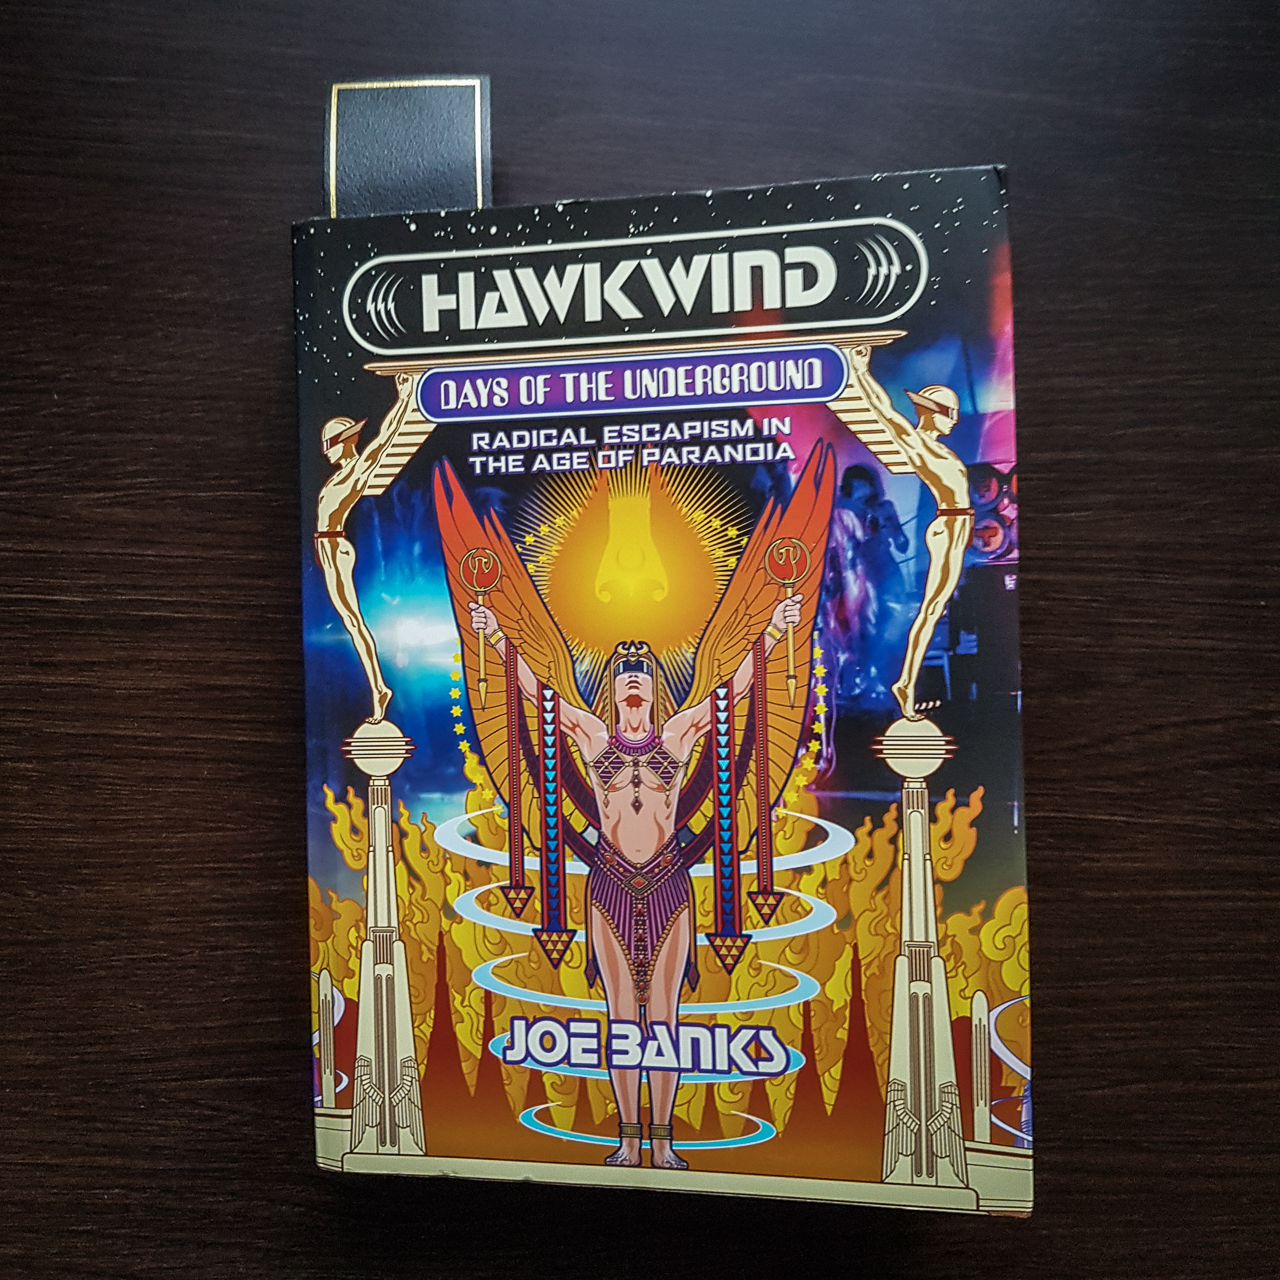 HAWKWIND
DAYS OF THE UNDERGROUND
RADICAL ESCAPISM IN
THE AGE OF PARANOIA
JOE BANKS